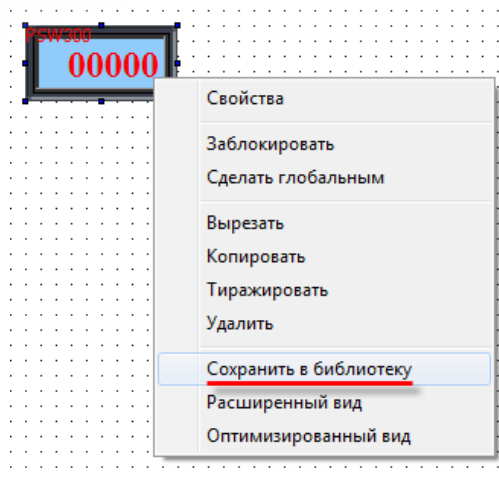 PSW300
00000
Свойства
Заблокировать
Сделать глобальным
Вырезать
Копировать
Тиражировать
Удалить
Сохранить в библиотеку
Расширенный вид
Оптимизированный вид